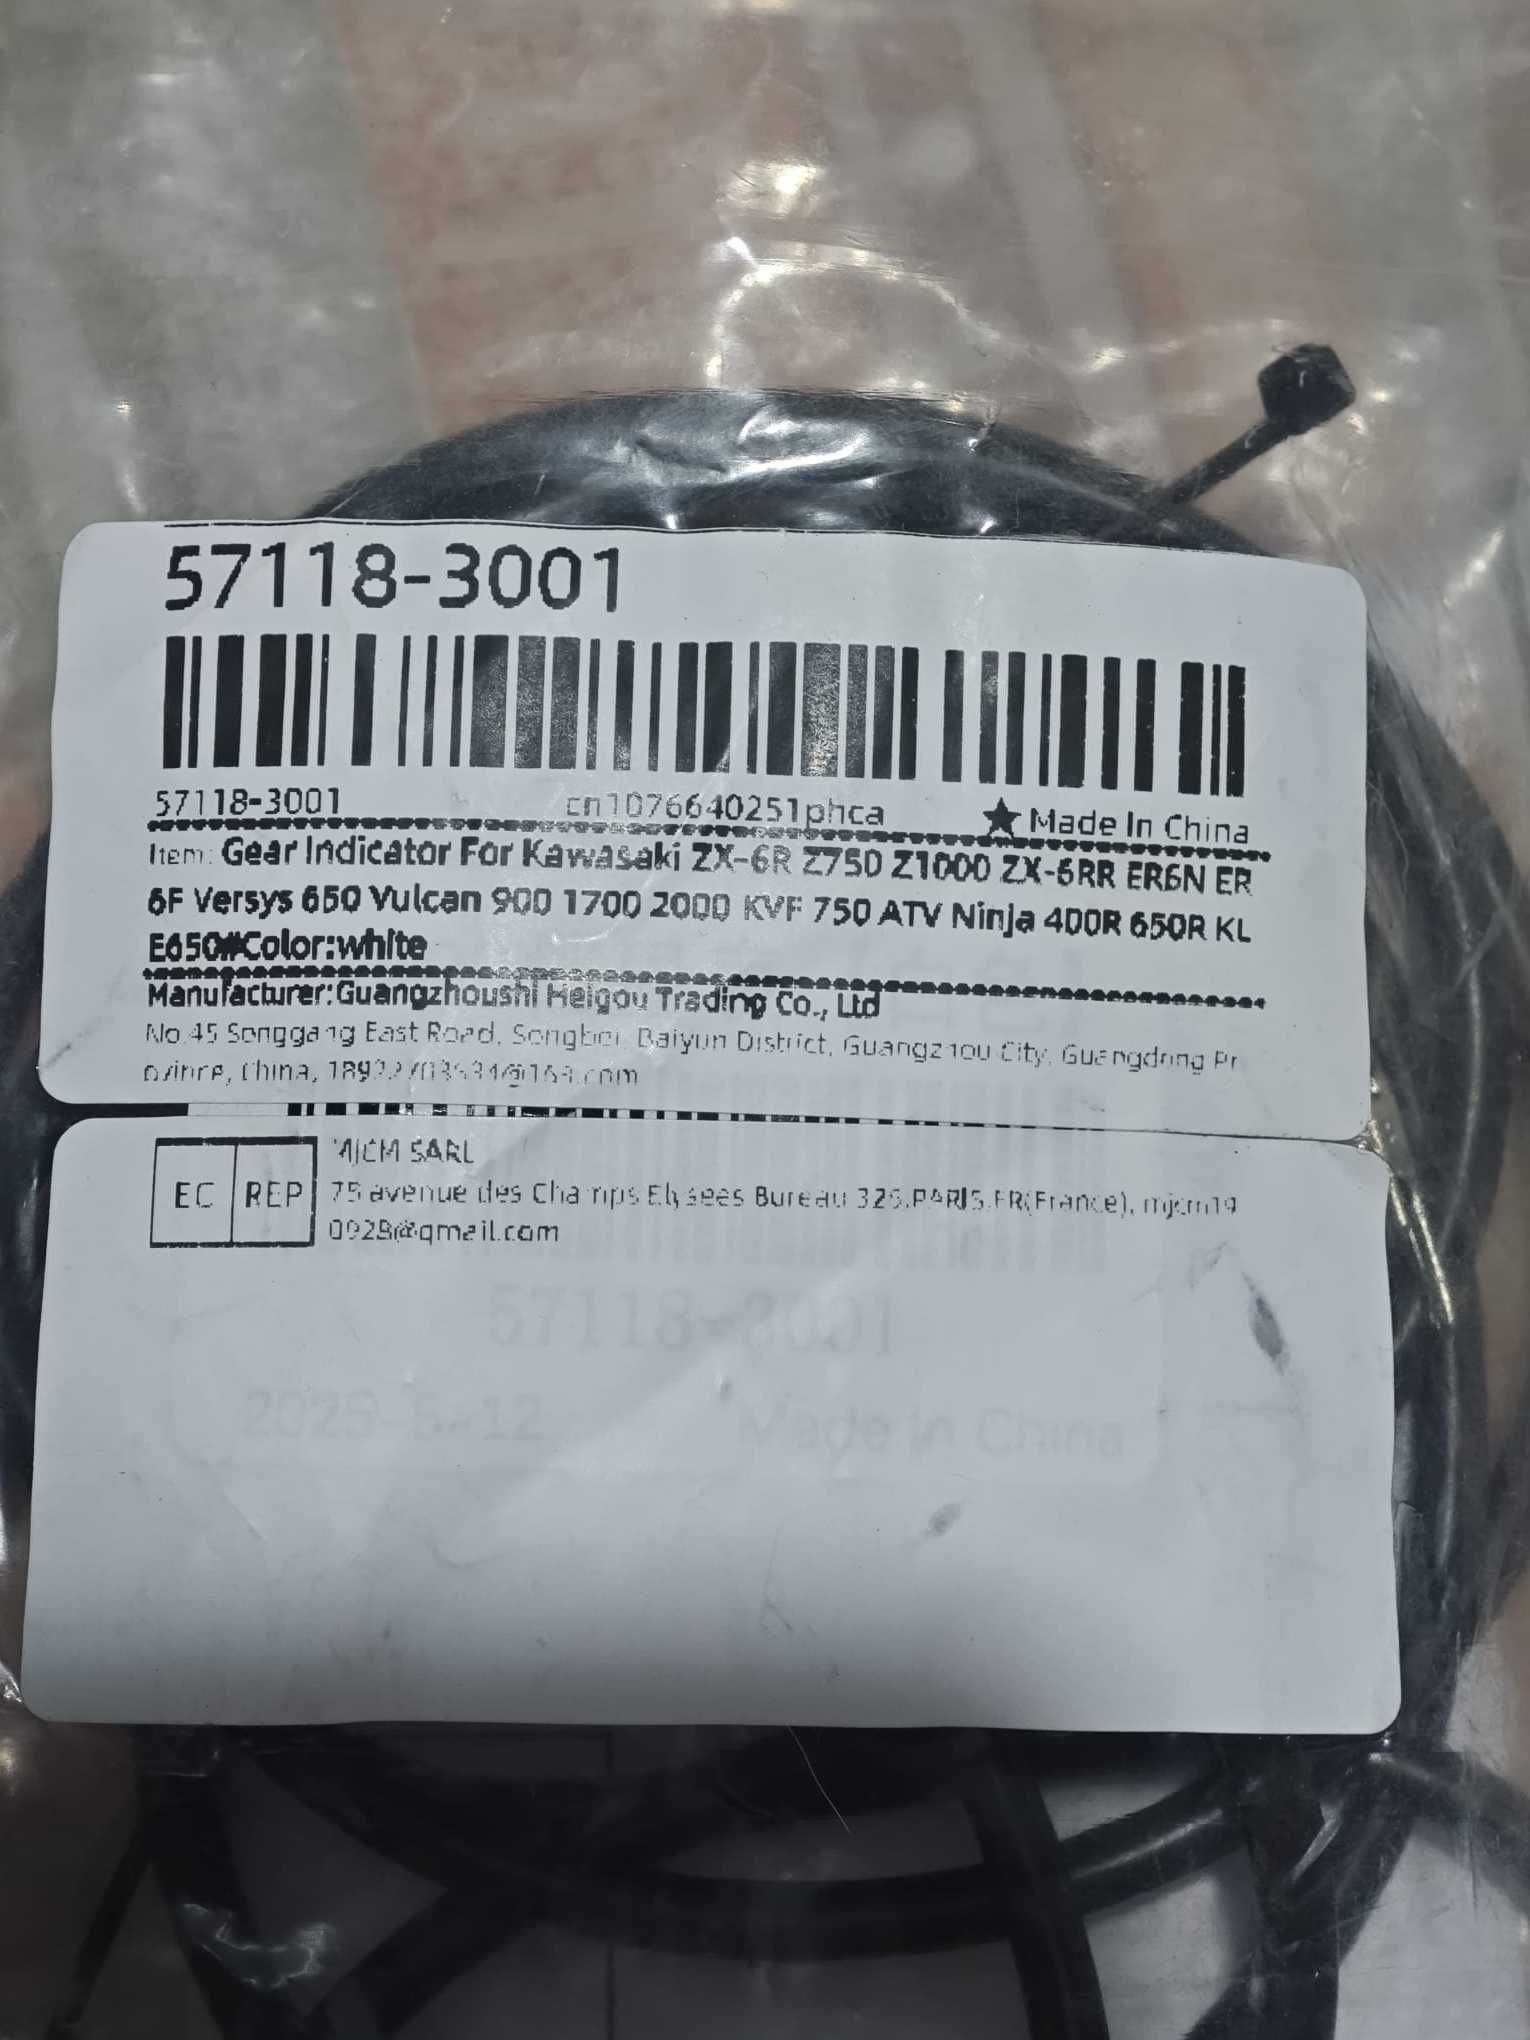 57118-3001
57118-3001 cn1076640251phca ★ Made In China
Item: Gear Indicator For Kawasaki ZX-6R Z750 Z1000 ZX-6RR ER6N ER
6F Versys 650 Vulcan 900 1700 2000 KVF 750 ATV Ninja 400R 650R KL
E650#Color:white
Manufacturer:Guangzhoushi Heigou Trading Co., Ltd
No.45 Songgang East Road, Baiyun District, Guangzhou City, Guangdong Pr
ovince, China,
EC REP MJCM SARL
75 avenue des Champs Elysees Bureau PARIS.FR(France), mjcm19
@gmail.com
57118-3001
Made in China